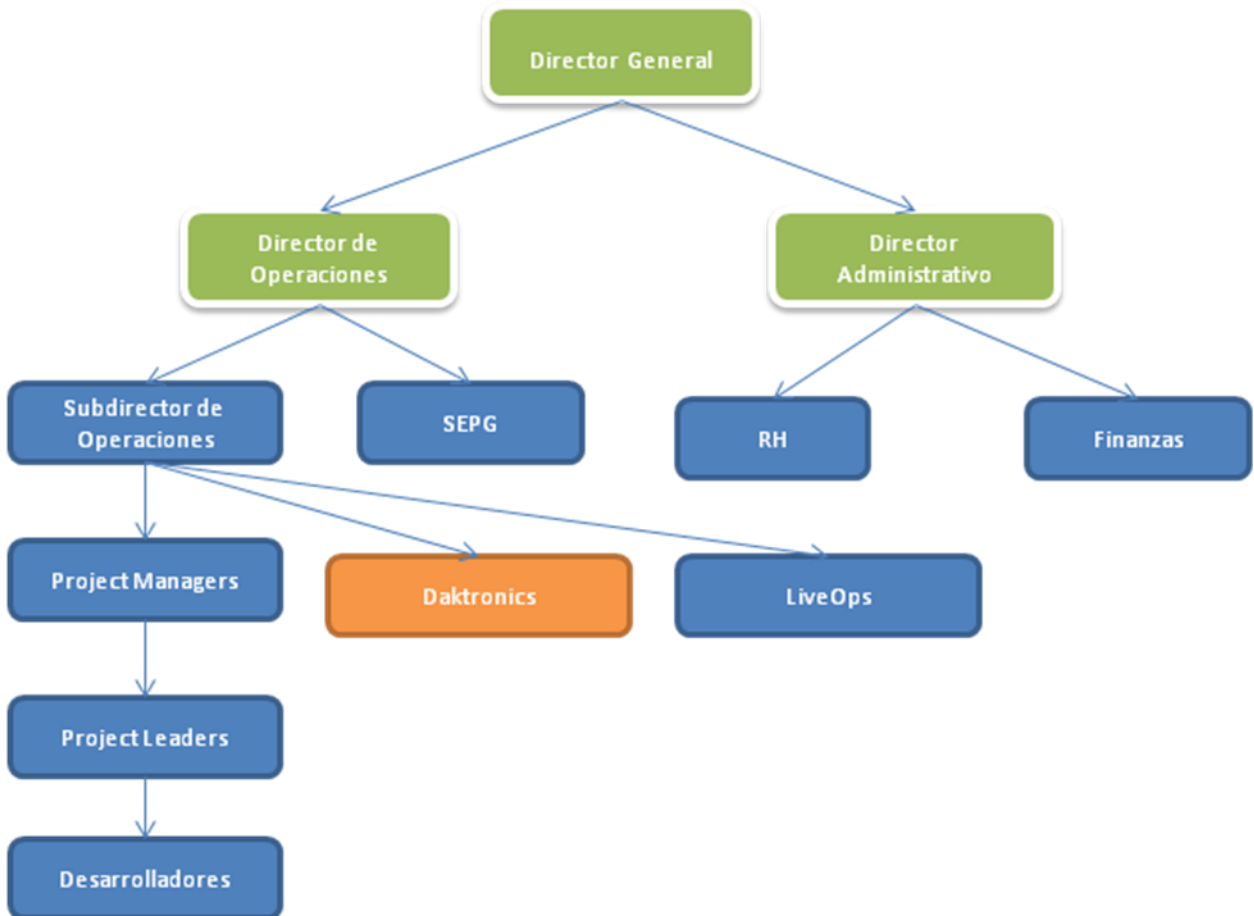 Director General
Director de
Operaciones
Director
Administrativo
Subdirector de
Operaciones
SEPG
RH
Finanzas
Project Managers
Daktronics
LiveOps
Project Leaders
Desarrolladores